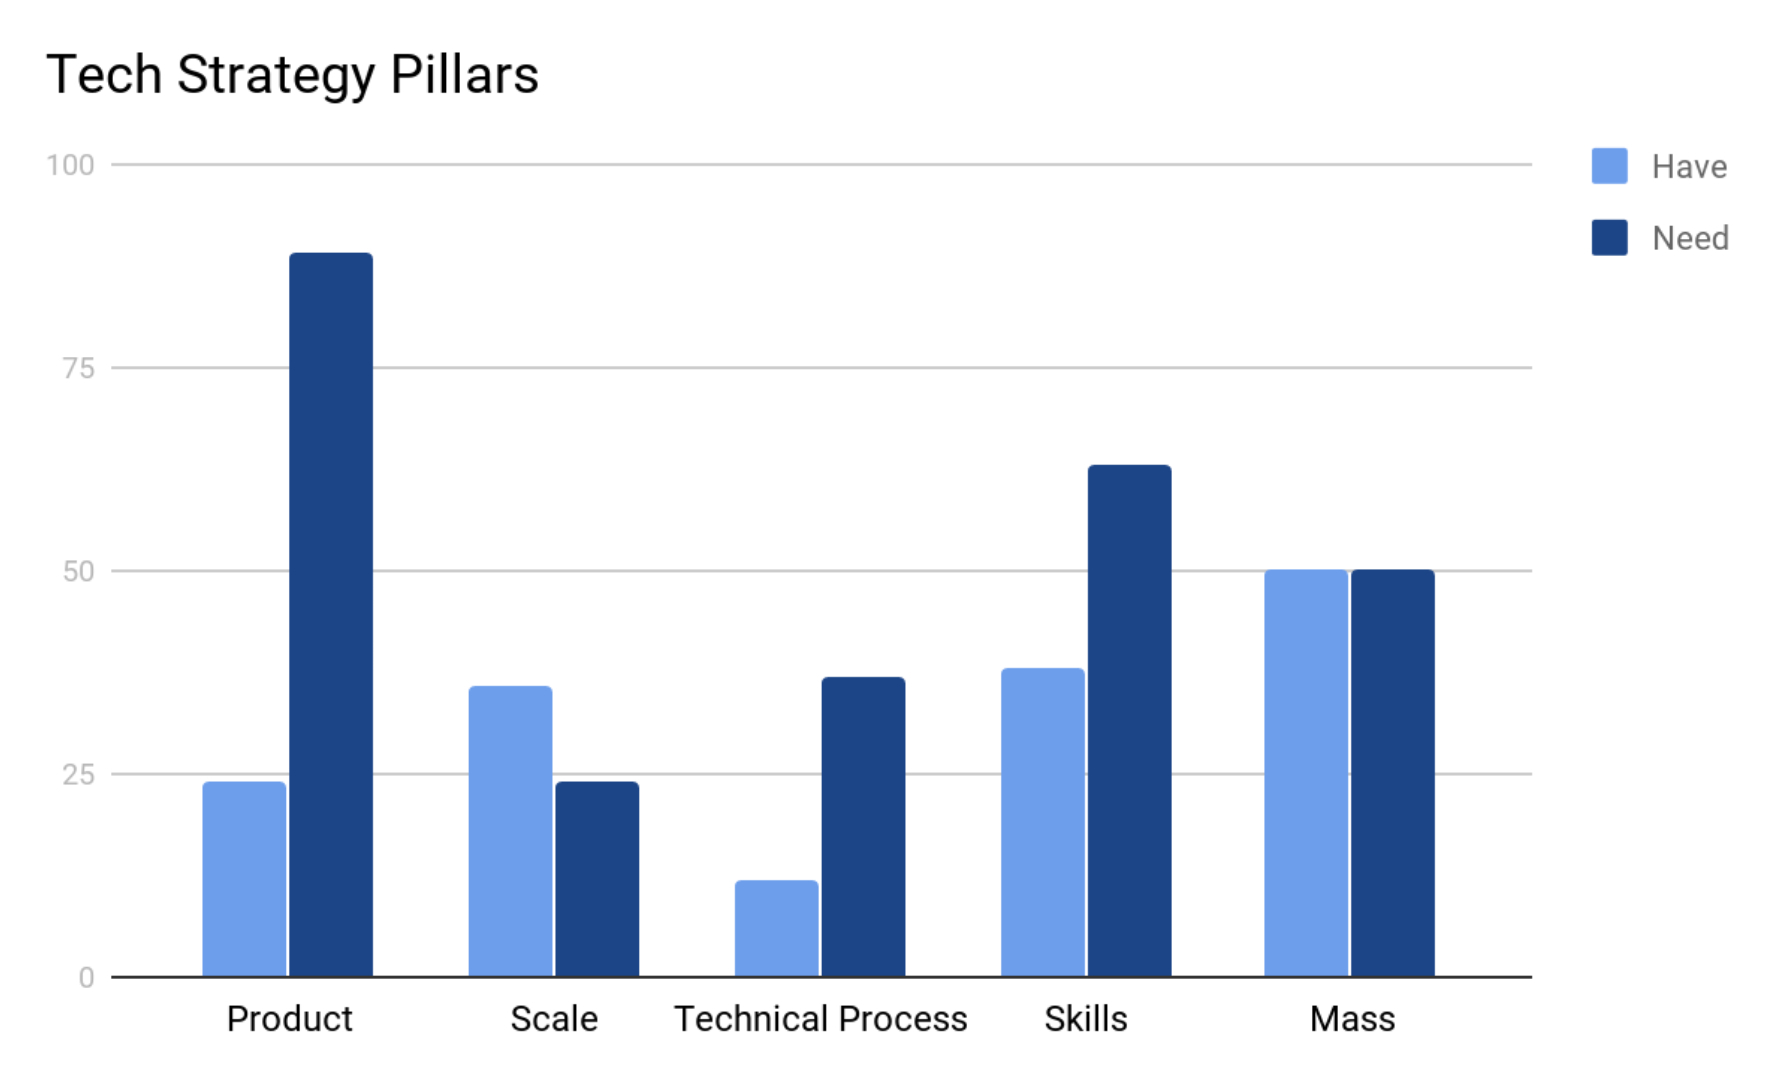 Tech Strategy Pillars
100
75
50
25
0
Have
Need
Product Scale Technical Process Skills Mass